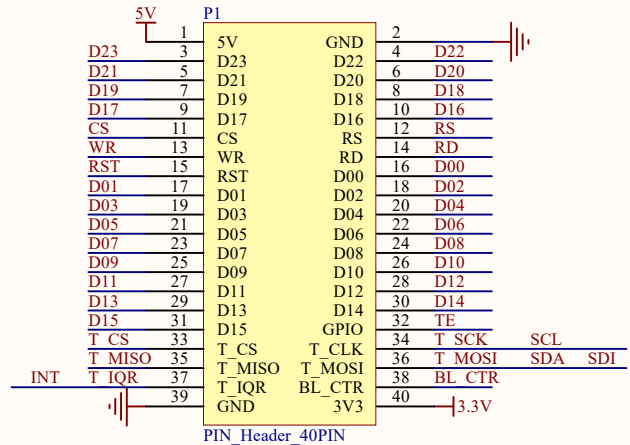 P1
5V 1 5V GND 2
D23 3 D23 D22 4 D22
D21 5 D21 D20 6 D20
D19 7 D19 D18 8 D18
D17 9 D17 D16 10 D16
CS 11 CS RS 12 RS
WR 13 WR RD 14 RD
RST 15 RST D00 16 D00
D01 17 D01 D02 18 D02
D03 19 D03 D04 20 D04
D05 21 D05 D06 22 D06
D07 23 D07 D08 24 D08
D09 25 D09 D10 26 D10
D11 27 D11 D12 28 D12
D13 29 D13 D14 30 D14
D15 31 D15 GPIO 32 TE
T_CS 33 T_CS T_CLK 34 T_SCK SCL
T_MISO 35 T_MISO T_MOSI 36 T_MOSI SDA SDI
INT T_IQR 37 T_IQR BL_CTR 38 BL_CTR
39 GND 3V3 40 3.3V
PIN_Header_40PIN